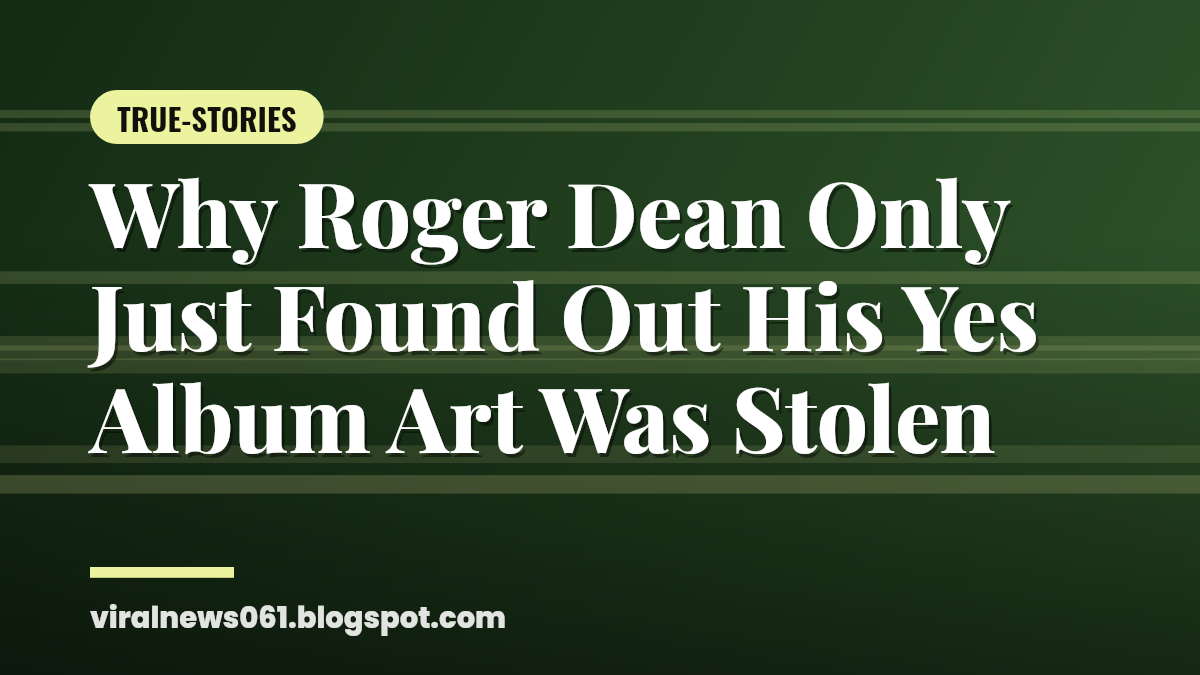 TRUE-STORIES
Why Roger Dean Only
Just Found Out His Yes
Album Art Was Stolen
viralnews061.blogspot.com